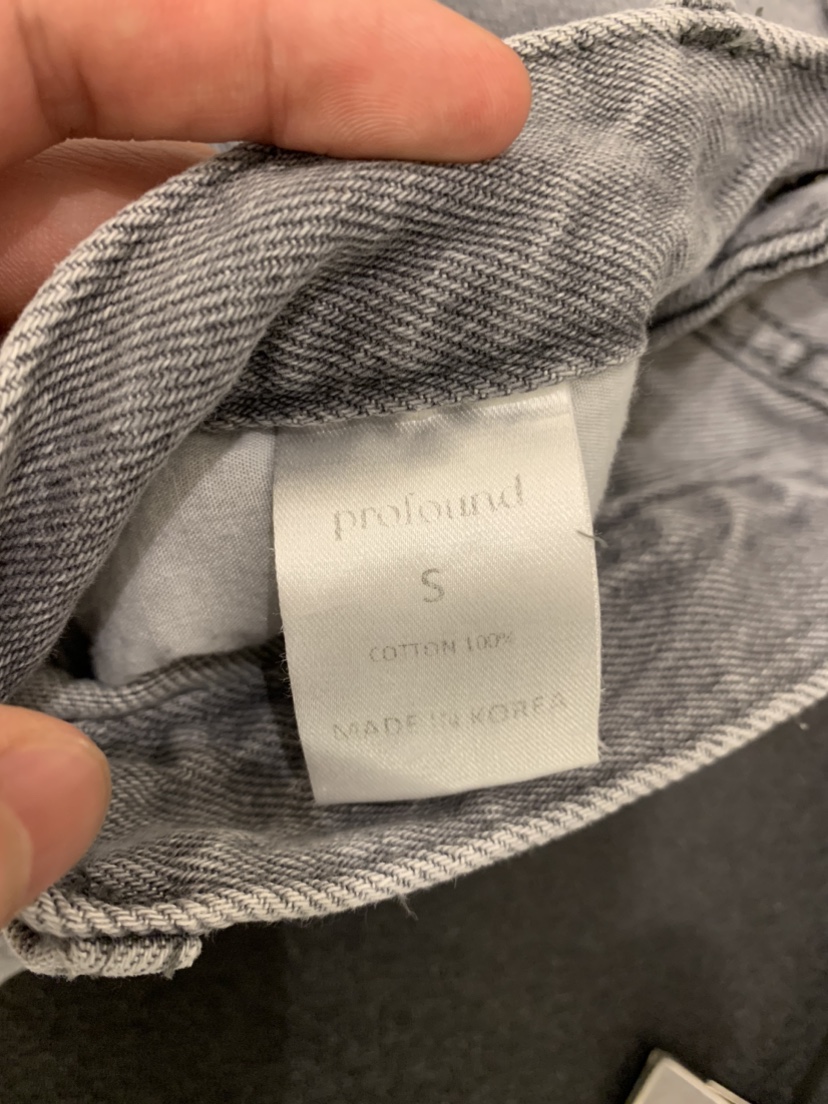 profound
S
COTTON 100%
MADE IN KOREA